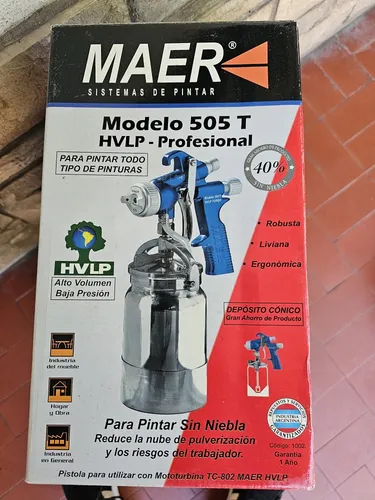 MAER®
SISTEMAS DE PINTAR
Modelo 505 T
HVLP - Profesional
PARA PINTAR TODO
TIPO DE PINTURAS
40%
SIN NIEBLA
HVLP
Alto Volumen
Baja Presión
• Robusta
• Liviana
• Ergonómica
DEPÓSITO CÓNICO
Gran Ahorro de Producto
Industria
del mueble
Hogar
y Obra
Industria
en General
INDUSTRIA
ARGENTINA
GARANTIZADOS
Código: 1002
Garantía
1 Año
Para Pintar Sin Niebla
Reduce la nube de pulverización
y los riesgos del trabajador.
Pistola para utilizar con Mototurbina TC-802 MAER HVLP